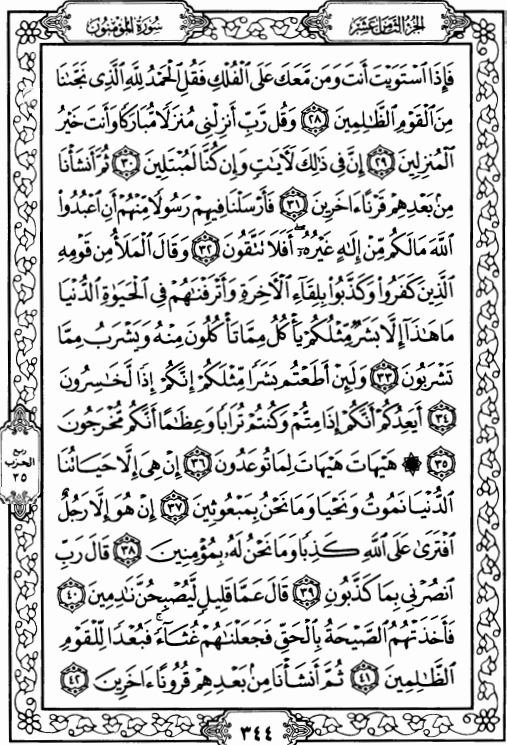 الجزء الثامن عشر
سورة المؤمنون
فَإِذَا ٱسْتَوَيْتَ أَنتَ وَمَن مَّعَكَ عَلَى ٱلْفُلْكِ فَقُلِ ٱلْحَمْدُ لِلَّهِ ٱلَّذِى نَجَّىٰنَا
مِنَ ٱلْقَوْمِ ٱلظَّٰلِمِينَ ٢٨ وَقُل رَّبِّ أَنزِلْنِى مُنزَلًا مُّبَارَكًا وَأَنتَ خَيْرُ
ٱلْمُنزِلِينَ ٢٩ إِنَّ فِى ذَٰلِكَ لَءَايَٰتٍ وَإِن كُنَّا لَمُبْتَلِينَ ٣٠ ثُمَّ أَنشَأْنَا
مِنۢ بَعْدِهِمْ قَرْنًا ءَاخَرِينَ ٣١ فَأَرْسَلْنَا فِيهِمْ رَسُولًا مِّنْهُمْ أَنِ ٱعْبُدُوا۟
ٱللَّهَ مَا لَكُم مِّنْ إِلَٰهٍ غَيْرُهُۥٓ أَفَلَا تَتَّقُونَ ٣٢ وَقَالَ ٱلْمَلَأُ مِن قَوْمِهِ
ٱلَّذِينَ كَفَرُوا۟ وَكَذَّبُوا۟ بِلِقَآءِ ٱلْءَاخِرَةِ وَأَتْرَفْنَٰهُمْ فِى ٱلْحَيَوٰةِ ٱلدُّنْيَا
مَا هَٰذَآ إِلَّا بَشَرٌ مِّثْلُكُمْ يَأْكُلُ مِمَّا تَأْكُلُونَ مِنْهُ وَيَشْرَبُ مِمَّا
تَشْرَبُونَ ٣٣ وَلَئِنْ أَطَعْتُم بَشَرًا مِّثْلَكُمْ إِنَّكُمْ إِذًا لَّخَٰسِرُونَ
٣٤ أَيَعِدُكُمْ أَنَّكُمْ إِذَا مِتُّمْ وَكُنتُمْ تُرَابًا وَعِظَٰمًا أَنَّكُم مُّخْرَجُونَ
٣٥ ۞ هَيْهَاتَ هَيْهَاتَ لِمَا تُوعَدُونَ ٣٦ إِنْ هِىَ إِلَّا حَيَاتُنَا
ٱلدُّنْيَا نَمُوتُ وَنَحْيَا وَمَا نَحْنُ بِمَبْعُوثِينَ ٣٧ إِنْ هُوَ إِلَّا رَجُلٌ
ٱفْتَرَىٰ عَلَى ٱللَّهِ كَذِبًا وَمَا نَحْنُ لَهُۥ بِمُؤْمِنِينَ ٣٨ قَالَ رَبِّ
ٱنصُرْنِى بِمَا كَذَّبُونِ ٣٩ قَالَ عَمَّا قَلِيلٍ لَّيُصْبِحُنَّ نَٰدِمِينَ ٤٠
فَأَخَذَتْهُمُ ٱلصَّيْحَةُ بِٱلْحَقِّ فَجَعَلْنَٰهُمْ غُثَآءً ۚ فَبُعْدًا لِّلْقَوْمِ
ٱلظَّٰلِمِينَ ٤١ ثُمَّ أَنشَأْنَا مِنۢ بَعْدِهِمْ قُرُونًا ءَاخَرِينَ ٤٢
ربع
الحزب
٣٥
٣٤٤